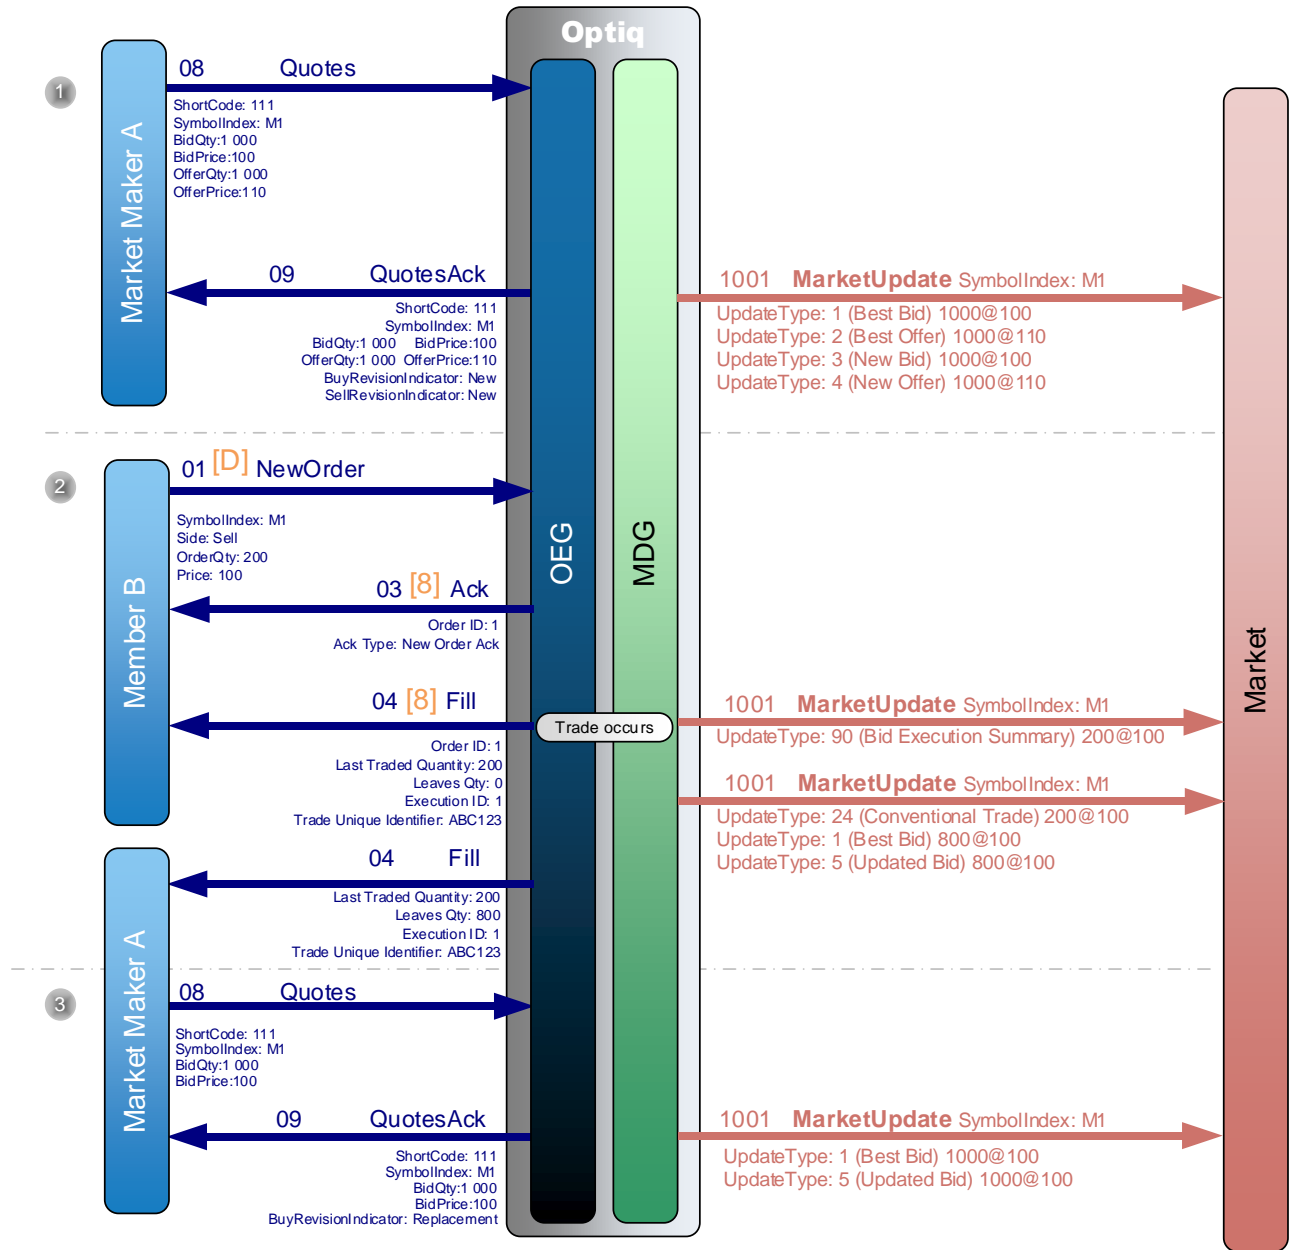 Optiq
1
Market Maker A
08 Quotes
ShortCode: 111
SymbolIndex: M1
BidQty:1 000
BidPrice:100
OfferQty:1 000
OfferPrice:110
09 QuotesAck
ShortCode: 111
SymbolIndex: M1
BidQty:1 000 BidPrice:100
OfferQty:1 000 OfferPrice:110
BuyRevisionIndicator: New
SellRevisionIndicator: New
1001 MarketUpdate SymbolIndex: M1
UpdateType: 1 (Best Bid) 1000@100
UpdateType: 2 (Best Offer) 1000@110
UpdateType: 3 (New Bid) 1000@100
UpdateType: 4 (New Offer) 1000@110
2
Member B
01 [D] NewOrder
SymbolIndex: M1
Side: Sell
OrderQty: 200
Price: 100
OEG
MDG
Market
03 [8] Ack
Order ID: 1
Ack Type: New Order Ack
04 [8] Fill
Order ID: 1
Last Traded Quantity: 200
Leaves Qty: 0
Execution ID: 1
Trade Unique Identifier: ABC123
Trade occurs
1001 MarketUpdate SymbolIndex: M1
UpdateType: 90 (Bid Execution Summary) 200@100
1001 MarketUpdate SymbolIndex: M1
UpdateType: 24 (Conventional Trade) 200@100
UpdateType: 1 (Best Bid) 800@100
UpdateType: 5 (Updated Bid) 800@100
Market Maker A
04 Fill
Last Traded Quantity: 200
Leaves Qty: 800
Execution ID: 1
Trade Unique Identifier: ABC123
3
08 Quotes
ShortCode: 111
SymbolIndex: M1
BidQty:1 000
BidPrice:100
09 QuotesAck
ShortCode: 111
SymbolIndex: M1
BidQty:1 000
BidPrice:100
BuyRevisionIndicator: Replacement
1001 MarketUpdate SymbolIndex: M1
UpdateType: 1 (Best Bid) 1000@100
UpdateType: 5 (Updated Bid) 1000@100